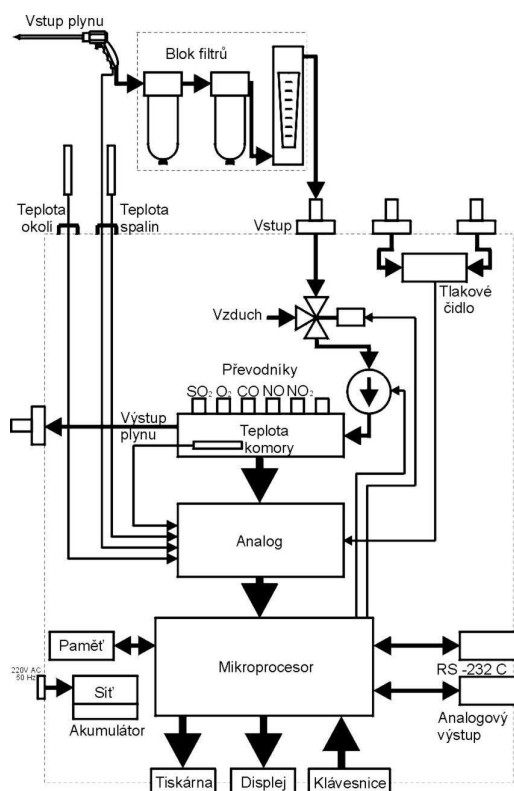 Vstup plynu
Blok filtrů
Teplota
okolí
Teplota
spalin
Vstup
Tlakové
čidlo
Vzduch
Převodníky
SO₂ O₂ CO NO NO₂
Výstup
plynu
Teplota
komory
Analog
Paměť
Mikroprocesor
RS -232 C
220V AC
50 Hz
Síť
Akumulátor
Analogový
výstup
Tiskárna
Displej
Klávesnice